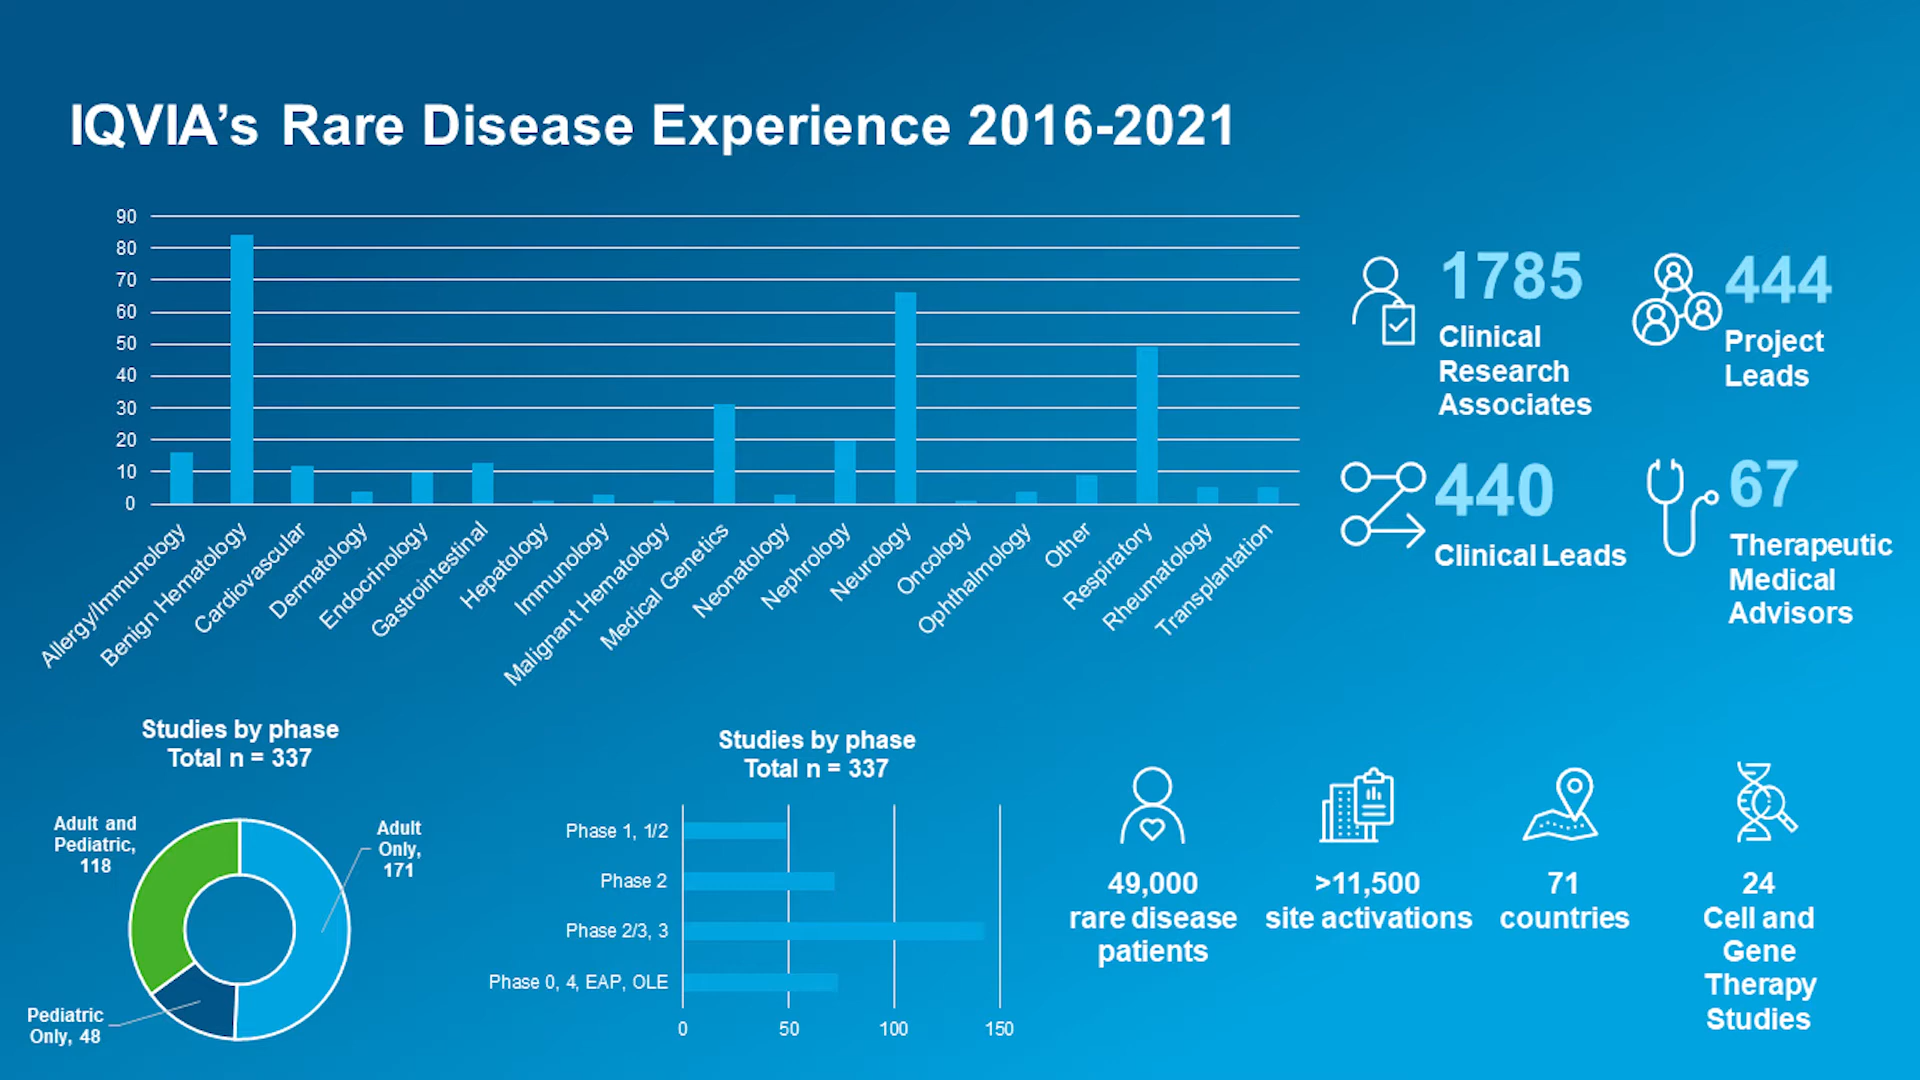 IQVIA's Rare Disease Experience 2016-2021
90
80
70
60
50
40
30
20
10
0
Allergy/Immunology
Benign Hematology
Cardiovascular
Dermatology
Endocrinology
Gastrointestinal
Hepatology
Immunology
Malignant Hematology
Medical Genetics
Neonatology
Nephrology
Neurology
Oncology
Ophthalmology
Other
Respiratory
Rheumatology
Transplantation
1785
Clinical
Research
Associates
444
Project
Leads
440
Clinical Leads
67
Therapeutic
Medical
Advisors
Studies by phase
Total n = 337
Adult and
Pediatric,
118
Adult
Only,
171
Pediatric
Only, 48
Studies by phase
Total n = 337
Phase 1, 1/2
Phase 2
Phase 2/3, 3
Phase 0, 4, EAP, OLE
0
50
100
150
49,000
rare disease
patients
>11,500
site activations
71
countries
24
Cell and
Gene
Therapy
Studies